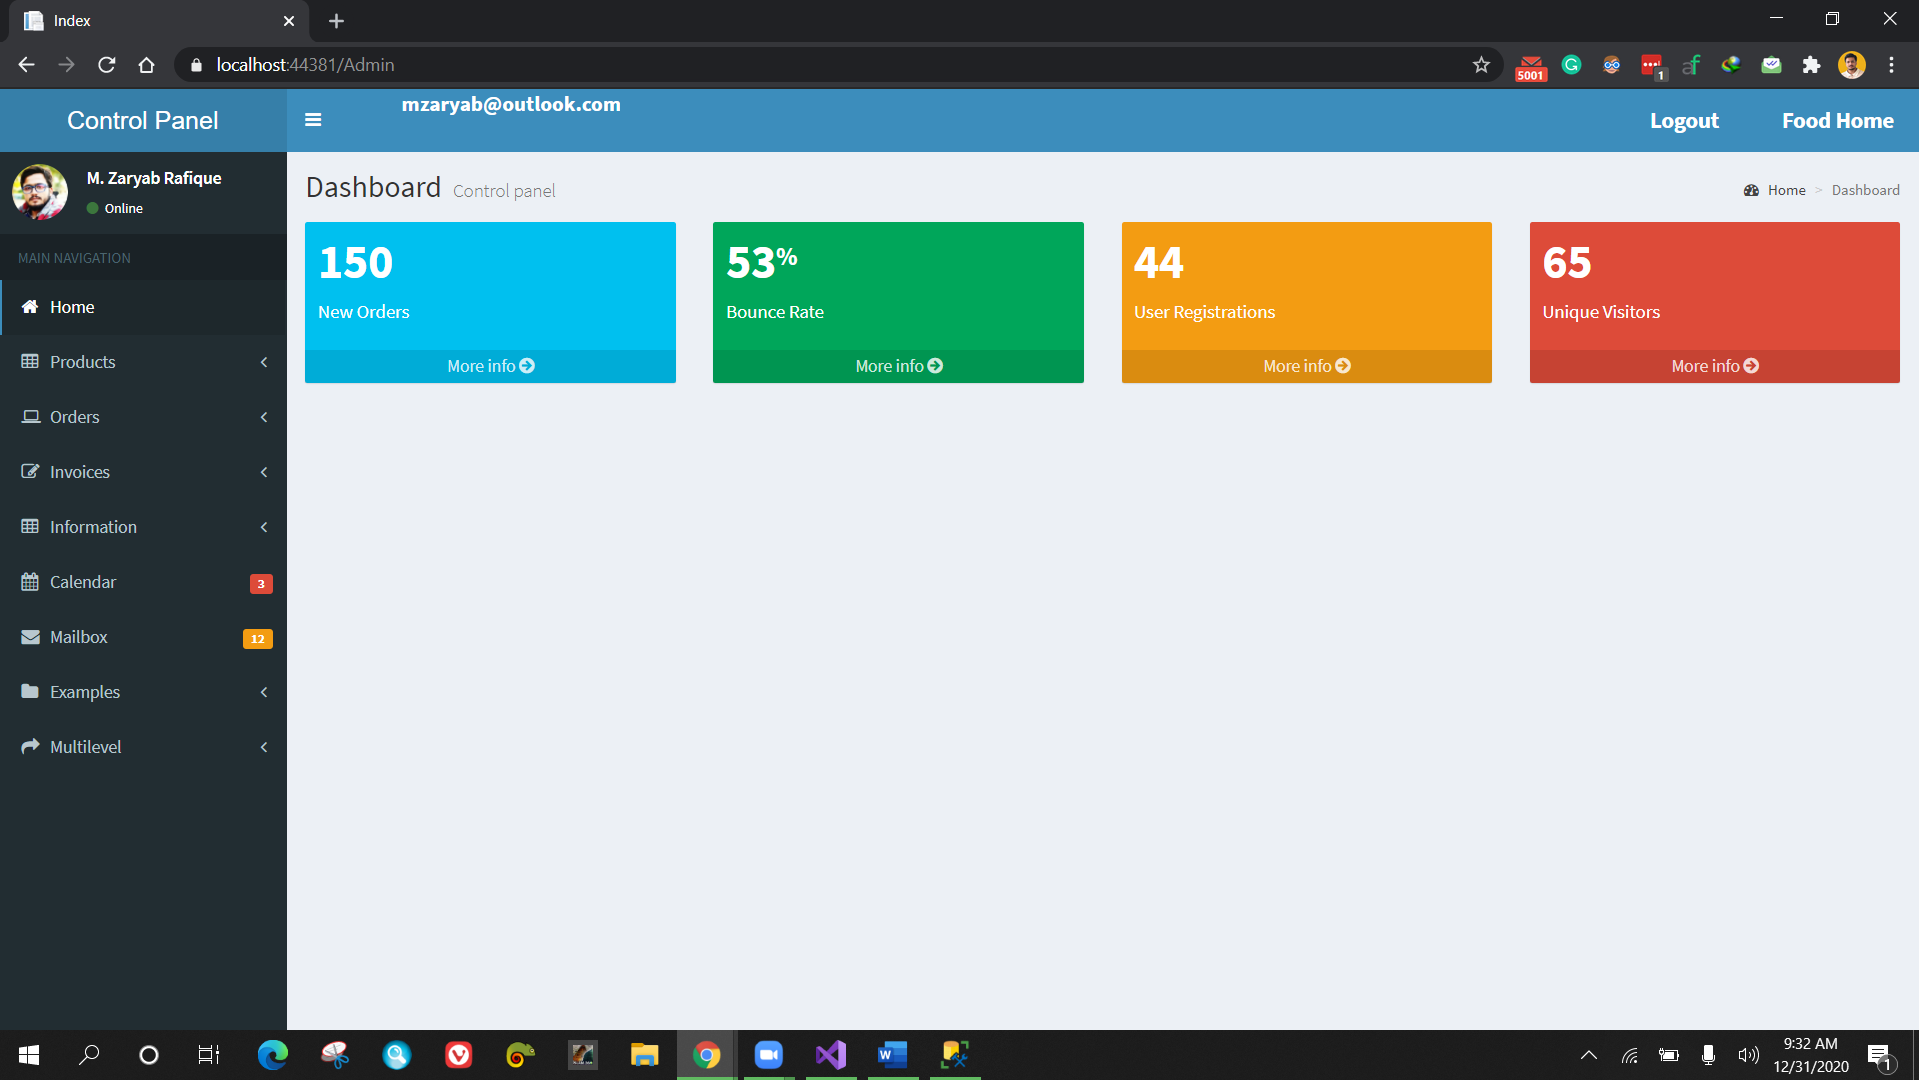 Index
localhost:44381/Admin
5001
1
Control Panel
mzaryab@outlook.com
Logout
Food Home
M. Zaryab Rafique
Online
Dashboard Control panel
Home > Dashboard
MAIN NAVIGATION
Home
Products
Orders
Invoices
Information
Calendar 3
Mailbox 12
Examples
Multilevel
150
New Orders
More info
53%
Bounce Rate
More info
44
User Registrations
More info
65
Unique Visitors
More info
9:32 AM
12/31/2020
1